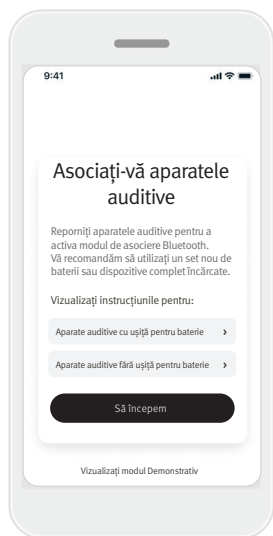 9:41
Asociați-vă aparatele
auditive
Reporniți aparatele auditive pentru a
activa modul de asociere Bluetooth.
Vă recomandăm să utilizați un set nou de
baterii sau dispozitive complet încărcate.
Vizualizați instrucțiunile pentru:
Aparate auditive cu ușiță pentru baterie
Aparate auditive fără ușiță pentru baterie
Să începem
Vizualizați modul Demonstrativ